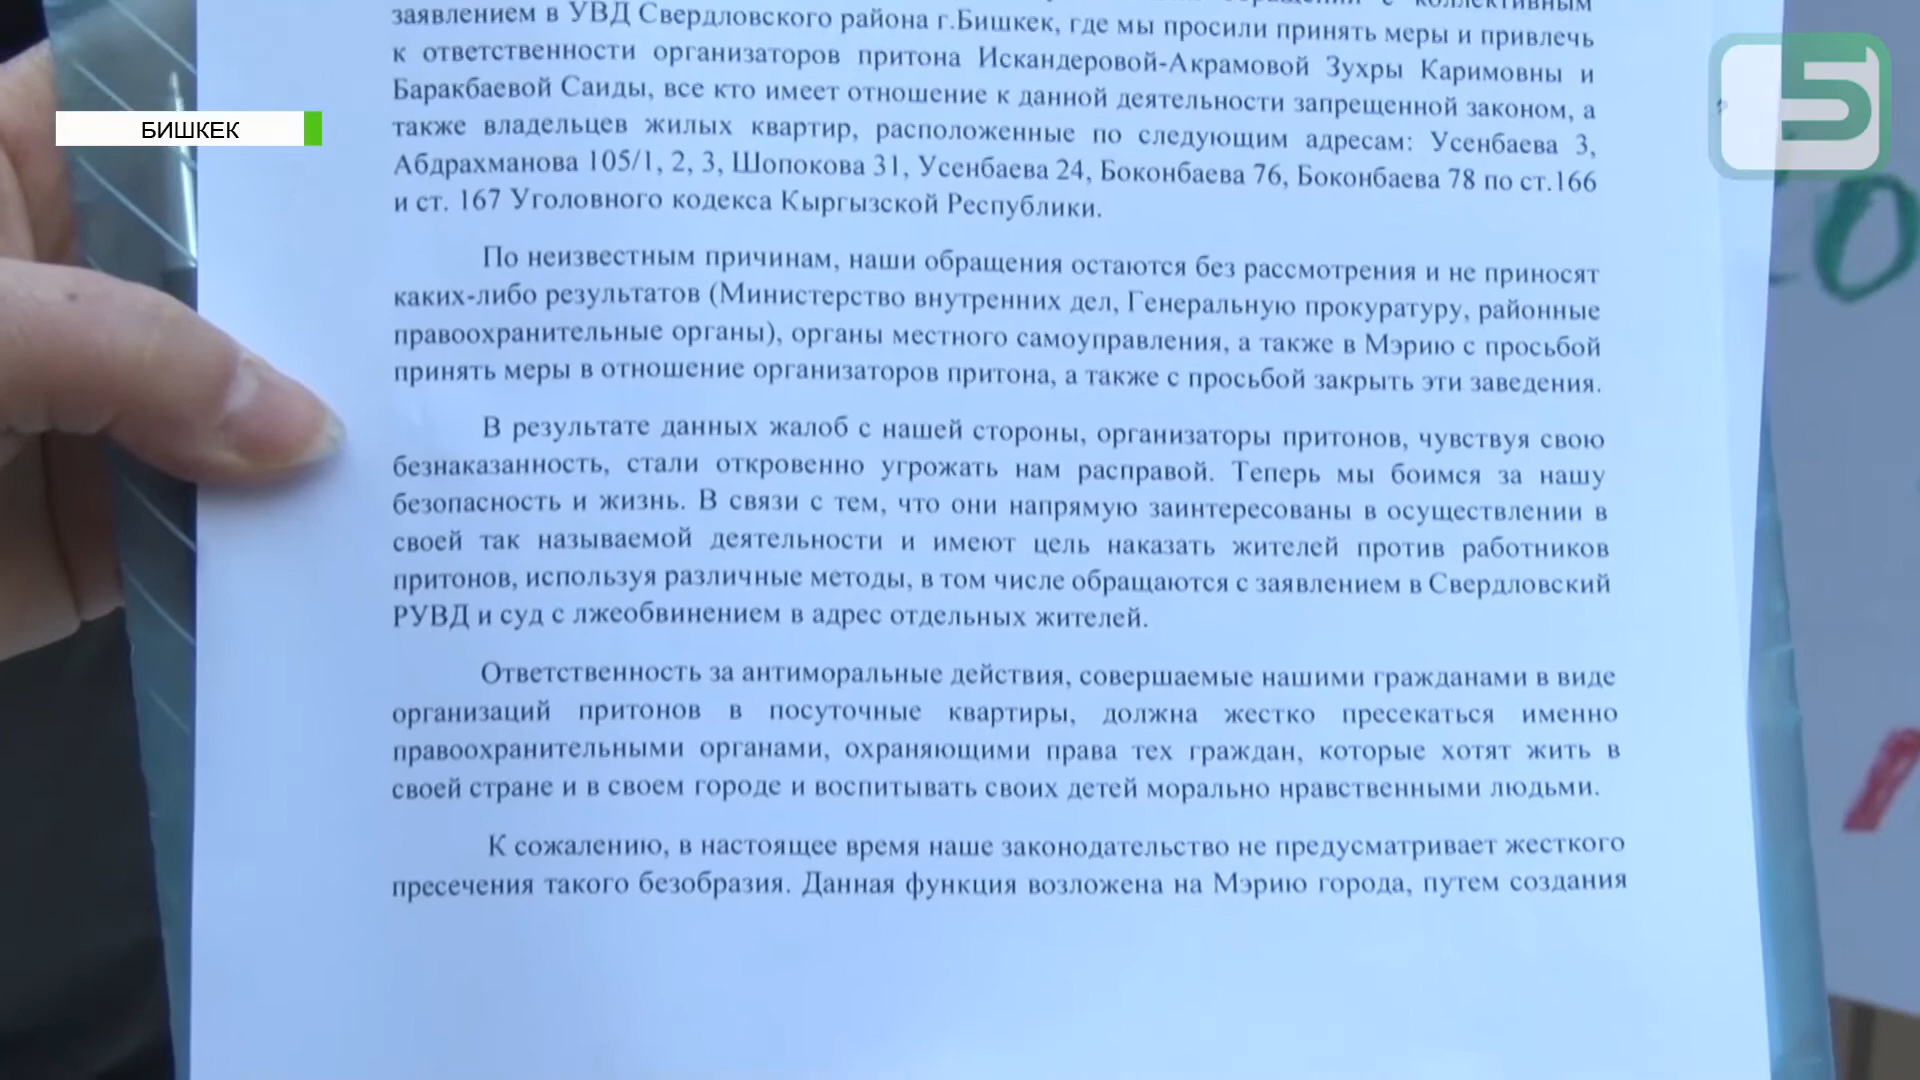 заявлением в УВД Свердловского района г.Бишкек, где мы просили принять меры и привлечь
к ответственности организаторов притона Искандеровой-Акрамовой Зухры Каримовны и
Баракбаевой Саиды, все кто имеет отношение к данной деятельности запрещенной законом, а
также владельцев жилых квартир, расположенные по следующим адресам: Усенбаева 3,
Абдрахманова 105/1, 2, 3, Шопокова 31, Усенбаева 24, Боконбаева 76, Боконбаева 78 по ст.166
и ст. 167 Уголовного кодекса Кыргызской Республики.
По неизвестным причинам, наши обращения остаются без рассмотрения и не приносят
каких-либо результатов (Министерство внутренних дел, Генеральную прокуратуру, районные
правоохранительные органы), органы местного самоуправления, а также в Мэрию с просьбой
принять меры в отношение организаторов притона, а также с просьбой закрыть эти заведения.
В результате данных жалоб с нашей стороны, организаторы притонов, чувствуя свою
безнаказанность, стали откровенно угрожать нам расправой. Теперь мы боимся за нашу
безопасность и жизнь. В связи с тем, что они напрямую заинтересованы в осуществлении в
своей так называемой деятельности и имеют цель наказать жителей против работников
притонов, используя различные методы, в том числе обращаются с заявлением в Свердловский
РУВД и суд с лжеобвинением в адрес отдельных жителей.
Ответственность за антиморальные действия, совершаемые нашими гражданами в виде
организаций притонов в посуточные квартиры, должна жестко пресекаться именно
правоохранительными органами, охраняющими права тех граждан, которые хотят жить в
своей стране и в своем городе и воспитывать своих детей морально нравственными людьми.
К сожалению, в настоящее время наше законодательство не предусматривает жесткого
пресечения такого безобразия. Данная функция возложена на Мэрию города, путем создания
БИШКЕК
5